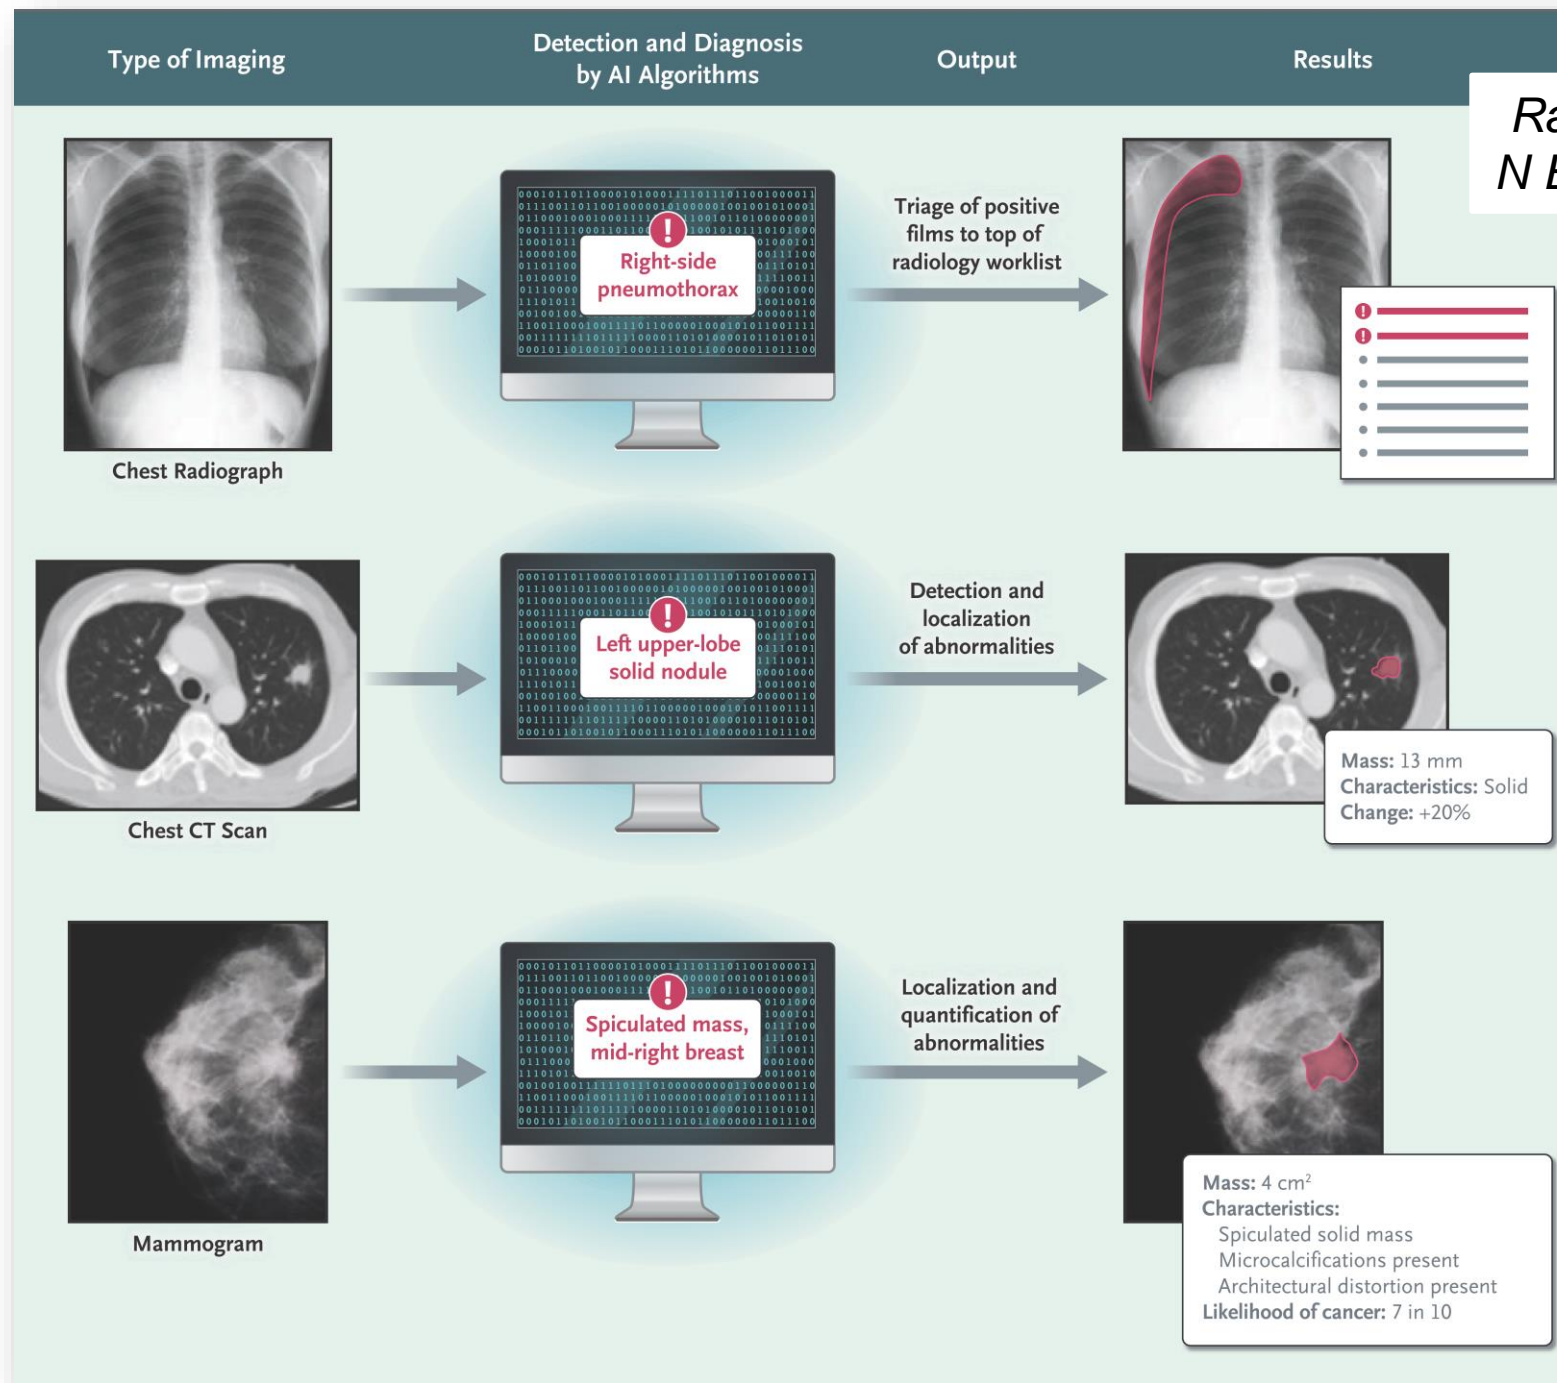 Type of Imaging
Detection and Diagnosis
by AI Algorithms
Output
Results
Right-side
pneumothorax
Triage of positive
films to top of
radiology worklist
Chest Radiograph
Left upper-lobe
solid nodule
Detection and
localization
of abnormalities
Mass: 13 mm
Characteristics: Solid
Change: +20%
Chest CT Scan
Spiculated mass,
mid-right breast
Localization and
quantification of
abnormalities
Mass: 4 cm²
Characteristics:
Spiculated solid mass
Microcalcifications present
Architectural distortion present
Likelihood of cancer: 7 in 10
Mammogram